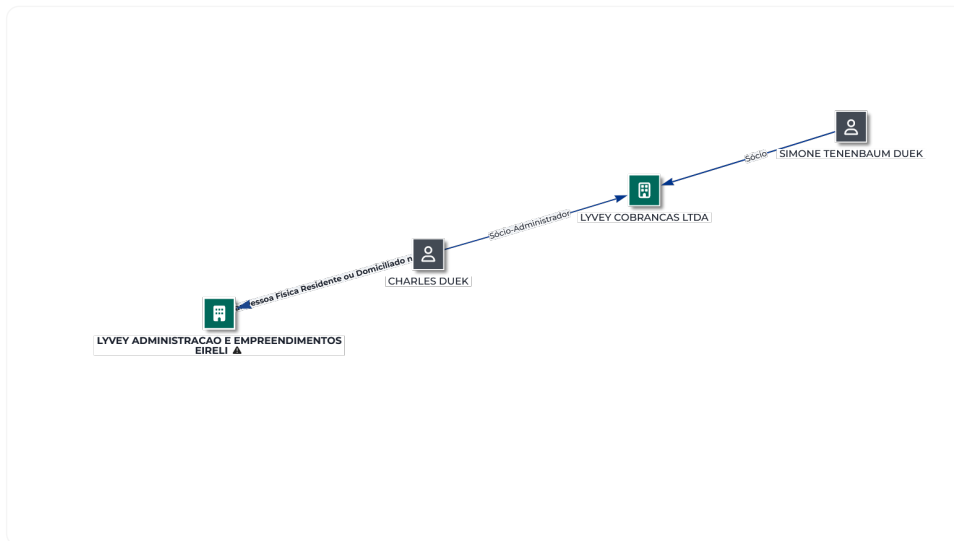 SIMONE TENENBAUM DUEK
Sócio
LYVEY COBRANCAS LTDA
Sócio-Administrador
CHARLES DUEK
Física Residente ou Domiciliado
LYVEY ADMINISTRACAO E EMPREENDIMENTOS
EIRELI